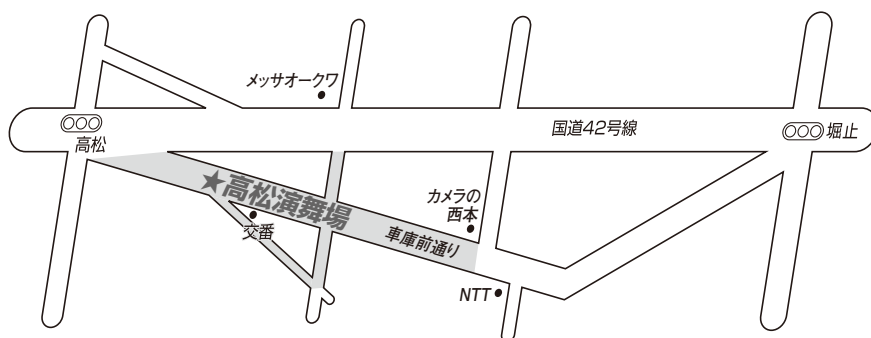 メッサオークワ
国道42号線
高松
堀止
★高松演舞場
カメラの
西本
交番
車庫前通り
NTT